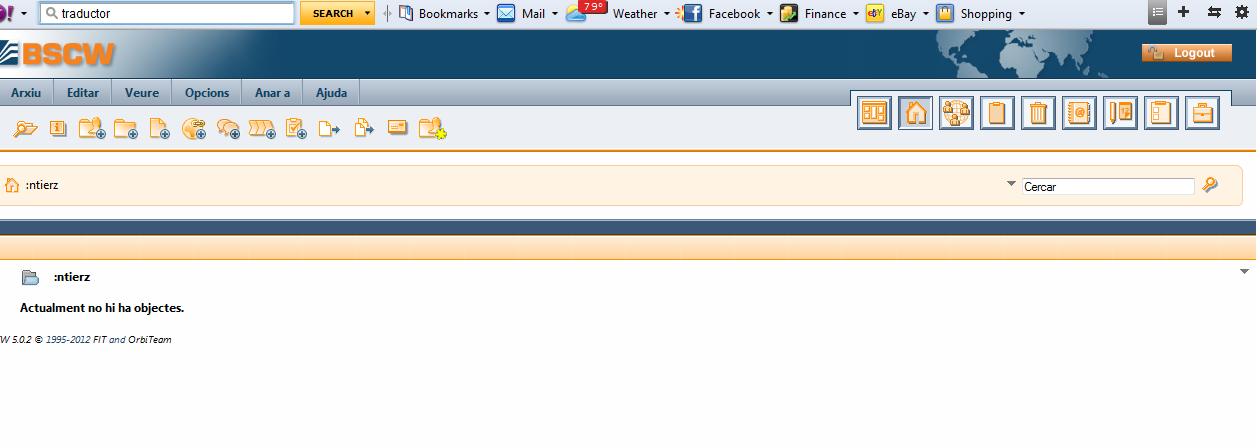 traductor SEARCH Bookmarks Mail 79° Weather Facebook Finance eBay Shopping
BSCW Logout
Arxiu Editar Veure Opcions Anar a Ajuda
:ntierz Cercar
:ntierz
Actualment no hi ha objectes.
W 5.0.2 © 1995-2012 FIT and OrbiTeam